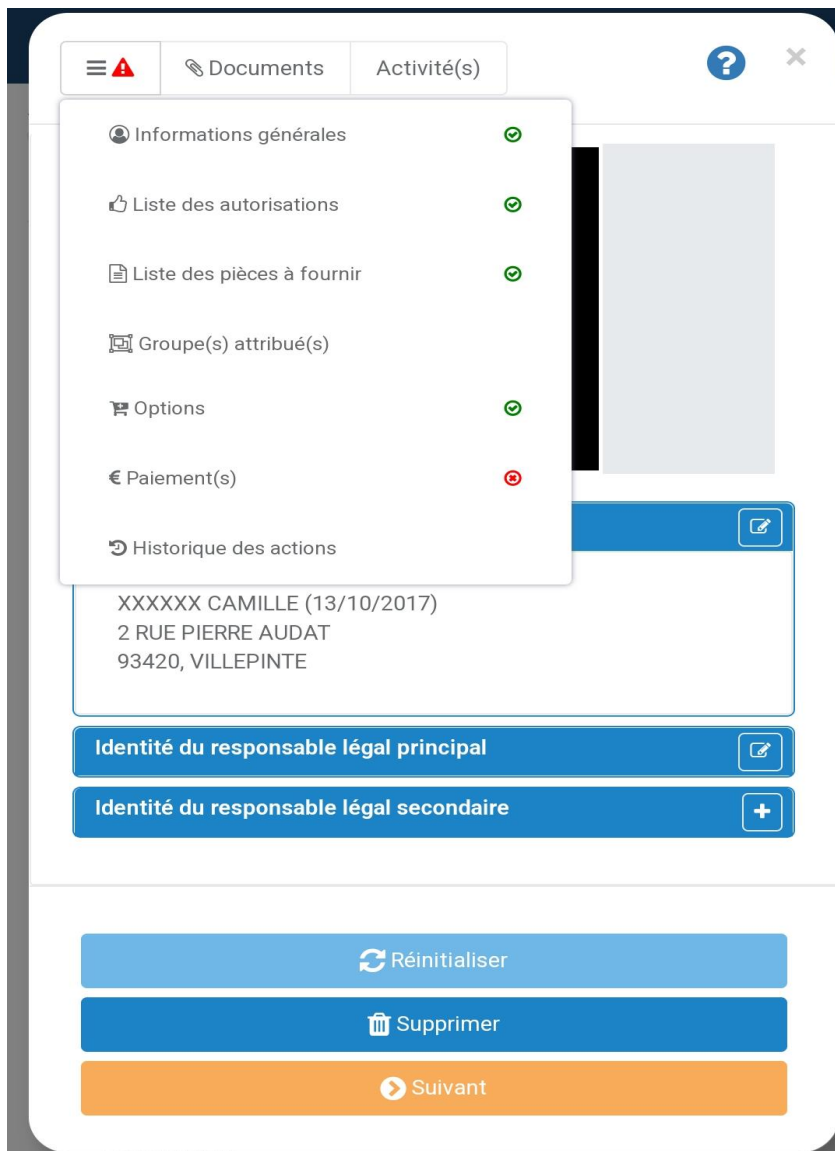 Documents
Activité(s)
?
×
Informations générales
Liste des autorisations
Liste des pièces à fournir
Groupe(s) attribué(s)
Options
€ Paiement(s)
Historique des actions
XXXXXX CAMILLE (13/10/2017)
2 RUE PIERRE AUDAT
93420, VILLEPINTE
Identité du responsable légal principal
Identité du responsable légal secondaire
+
Réinitialiser
Supprimer
Suivant